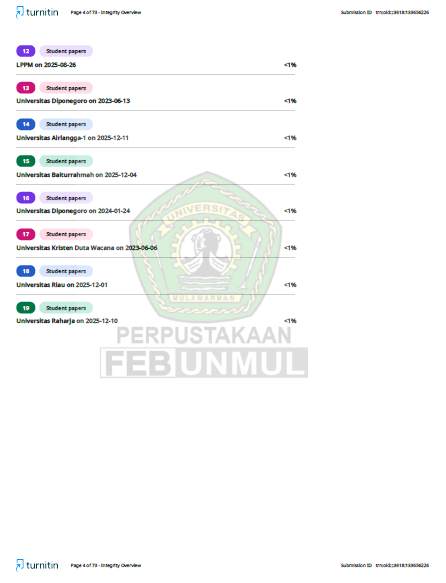 turnitin Page 4 of 73 - Integrity Overview Submission ID trn:oid:::3618:133656226
12 Student papers
LPPM on 2025-08-26 <1%
13 Student papers
Universitas Diponegoro on 2023-06-13 <1%
14 Student papers
Universitas Airlangga-1 on 2025-12-11 <1%
15 Student papers
Universitas Baiturrahmah on 2025-12-04 <1%
16 Student papers
Universitas Diponegoro on 2024-01-24 <1%
17 Student papers
Universitas Kristen Duta Wacana on 2023-06-06 <1%
18 Student papers
Universitas Riau on 2025-12-01 <1%
19 Student papers
Universitas Raharja on 2025-12-10 <1%
UNIVERSITAS
MULAWARMAN
PERPUSTAKAAN
FEB UNMUL
turnitin Page 4 of 73 - Integrity Overview Submission ID trn:oid:::3618:133656226